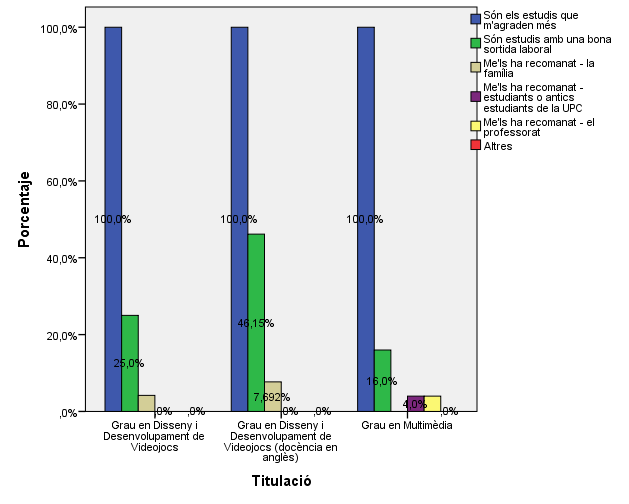 Porcentaje
100,0%
80,0%
60,0%
40,0%
20,0%
,0%
100,0%
25,0%
,0%
,0%
100,0%
46,15%
7,692%
,0%
,0%
100,0%
16,0%
4,0%
,0%
Grau en Disseny i
Desenvolupament de
Videojocs
Grau en Disseny i
Desenvolupament de
Videojocs (docència en
anglès)
Grau en Multimèdia
Titulació
Són els estudis que
m'agraden més
Són estudis amb una bona
sortida laboral
Me'ls ha recomanat - la
família
Me'ls ha recomanat -
estudiants o antics
estudiants de la UPC
Me'ls ha recomanat - el
professorat
Altres